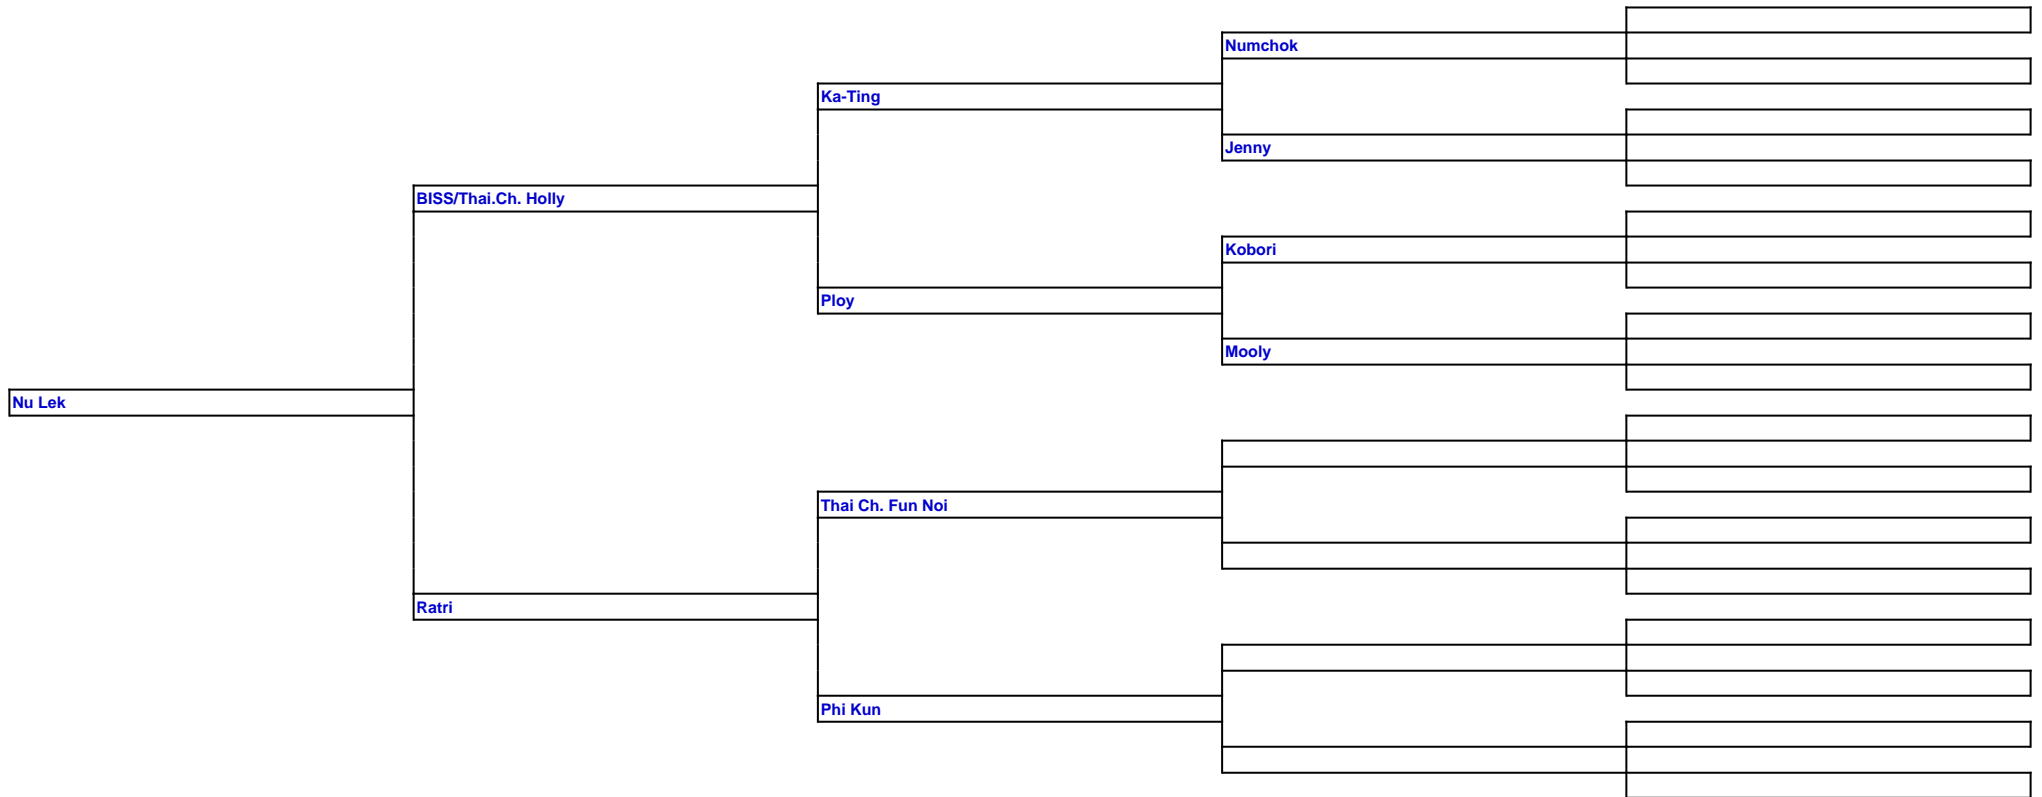 Numchok
Ka-Ting
Jenny
BISS/Thai.Ch. Holly
Kobori
Ploy
Mooly
Nu Lek
Thai Ch. Fun Noi
Ratri
Phi Kun